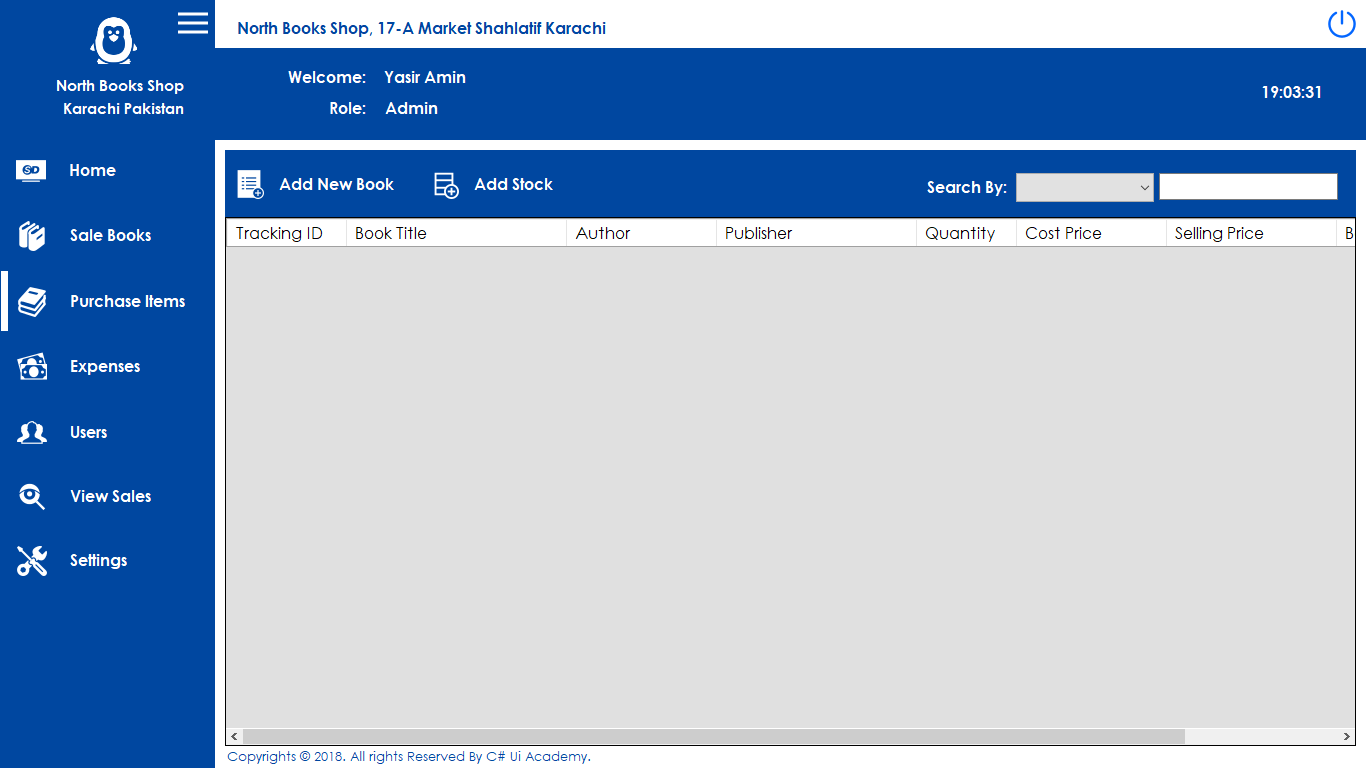 North Books Shop, 17-A Market Shahlatif Karachi
North Books Shop
Karachi Pakistan
Welcome: Yasir Amin
Role: Admin
19:03:31
SD Home
Sale Books
Purchase Items
Expenses
Users
View Sales
Settings
Add New Book Add Stock Search By:
Tracking ID Book Title Author Publisher Quantity Cost Price Selling Price B
Copyrights © 2018. All rights Reserved By C# Ui Academy.